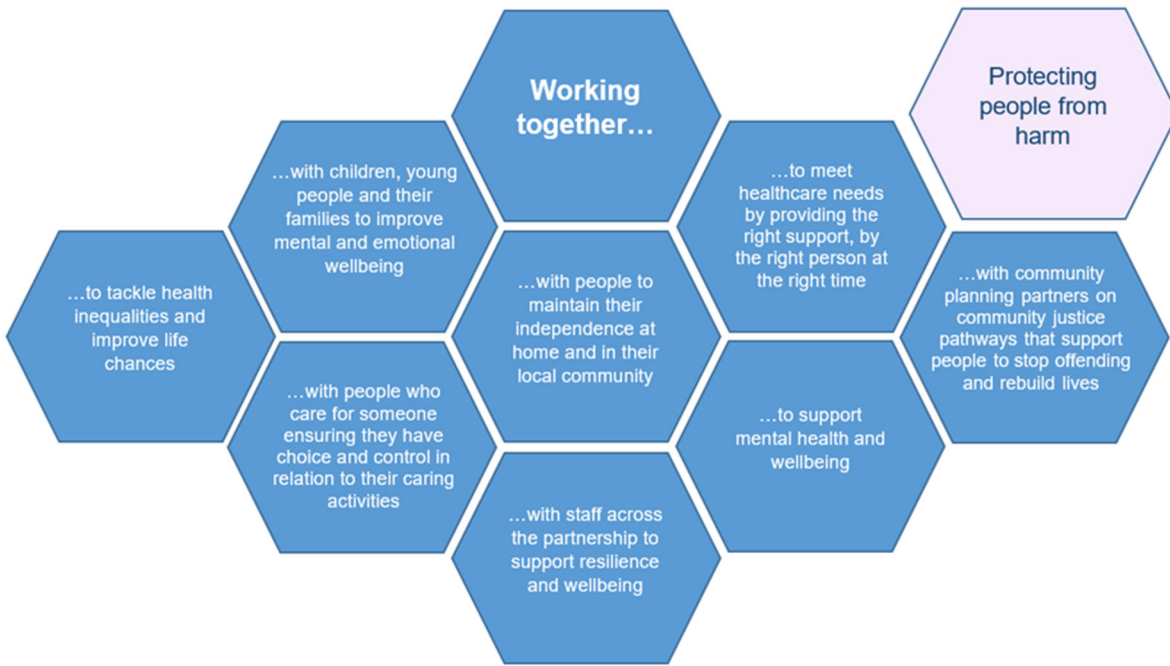 Working
together…
Protecting
people from
harm
…with children, young
people and their
families to improve
mental and emotional
wellbeing
…to meet
healthcare needs
by providing the
right support, by
the right person at
the right time
…to tackle health
inequalities and
improve life
chances
…with people to
maintain their
independence at
home and in their
local community
…with community
planning partners on
community justice
pathways that support
people to stop offending
and rebuild lives
…with people who
care for someone
ensuring they have
choice and control in
relation to their caring
activities
…to support
mental health and
wellbeing
…with staff across
the partnership to
support resilience
and wellbeing